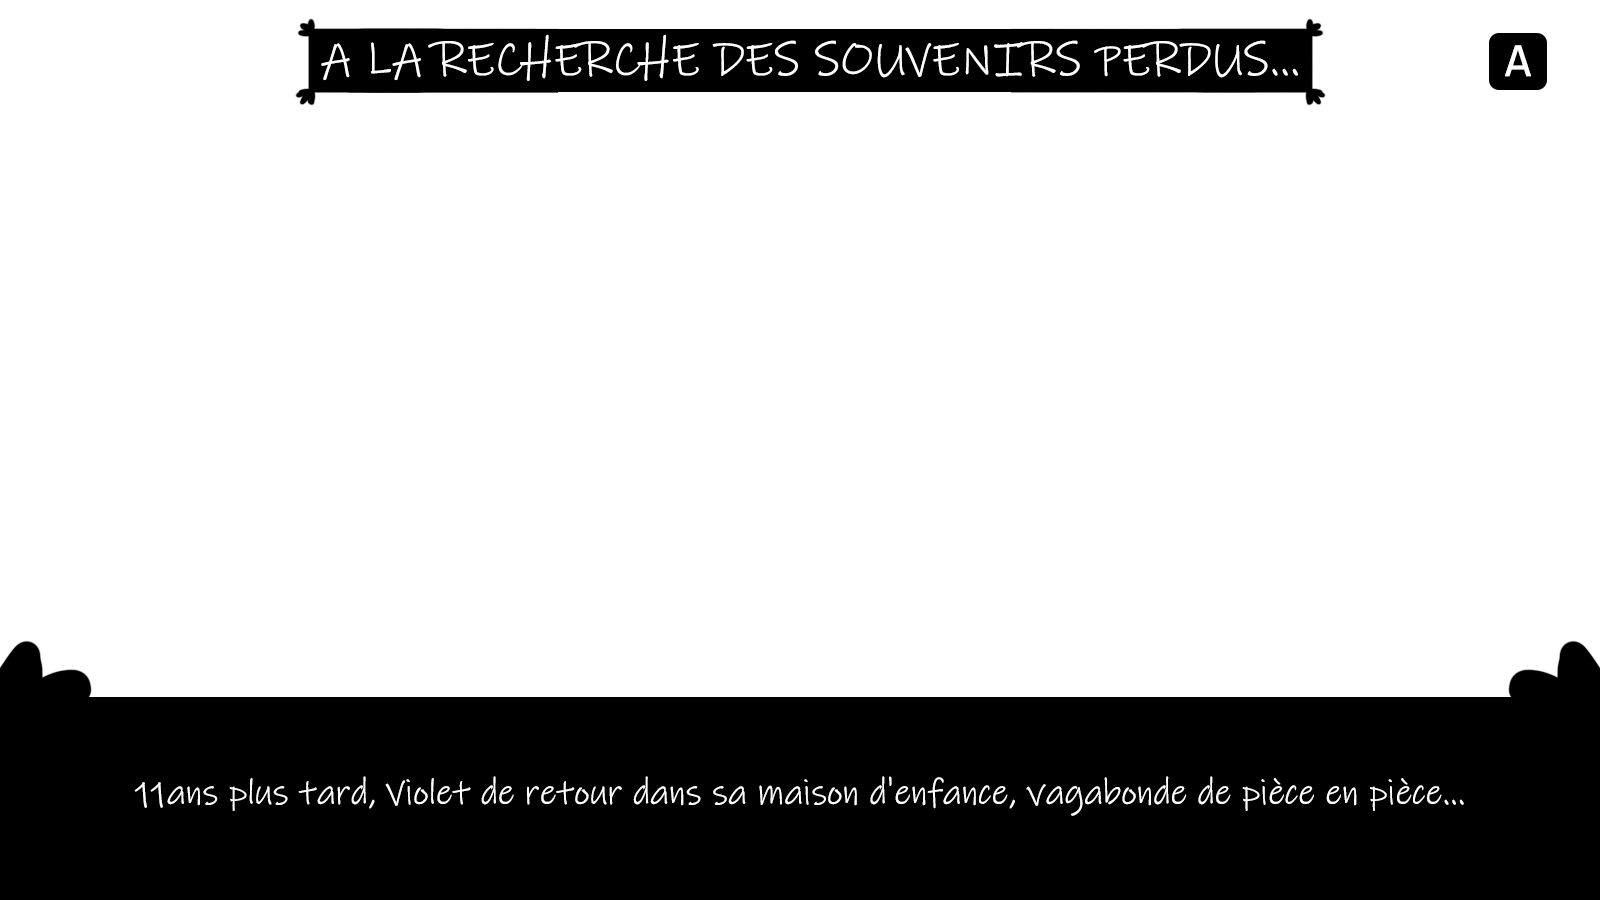 A LA RECHERCHE DES SOUVENIRS PERDUS...
A
11ans plus tard, Violet de retour dans sa maison d'enfance, vagabonde de pièce en pièce...